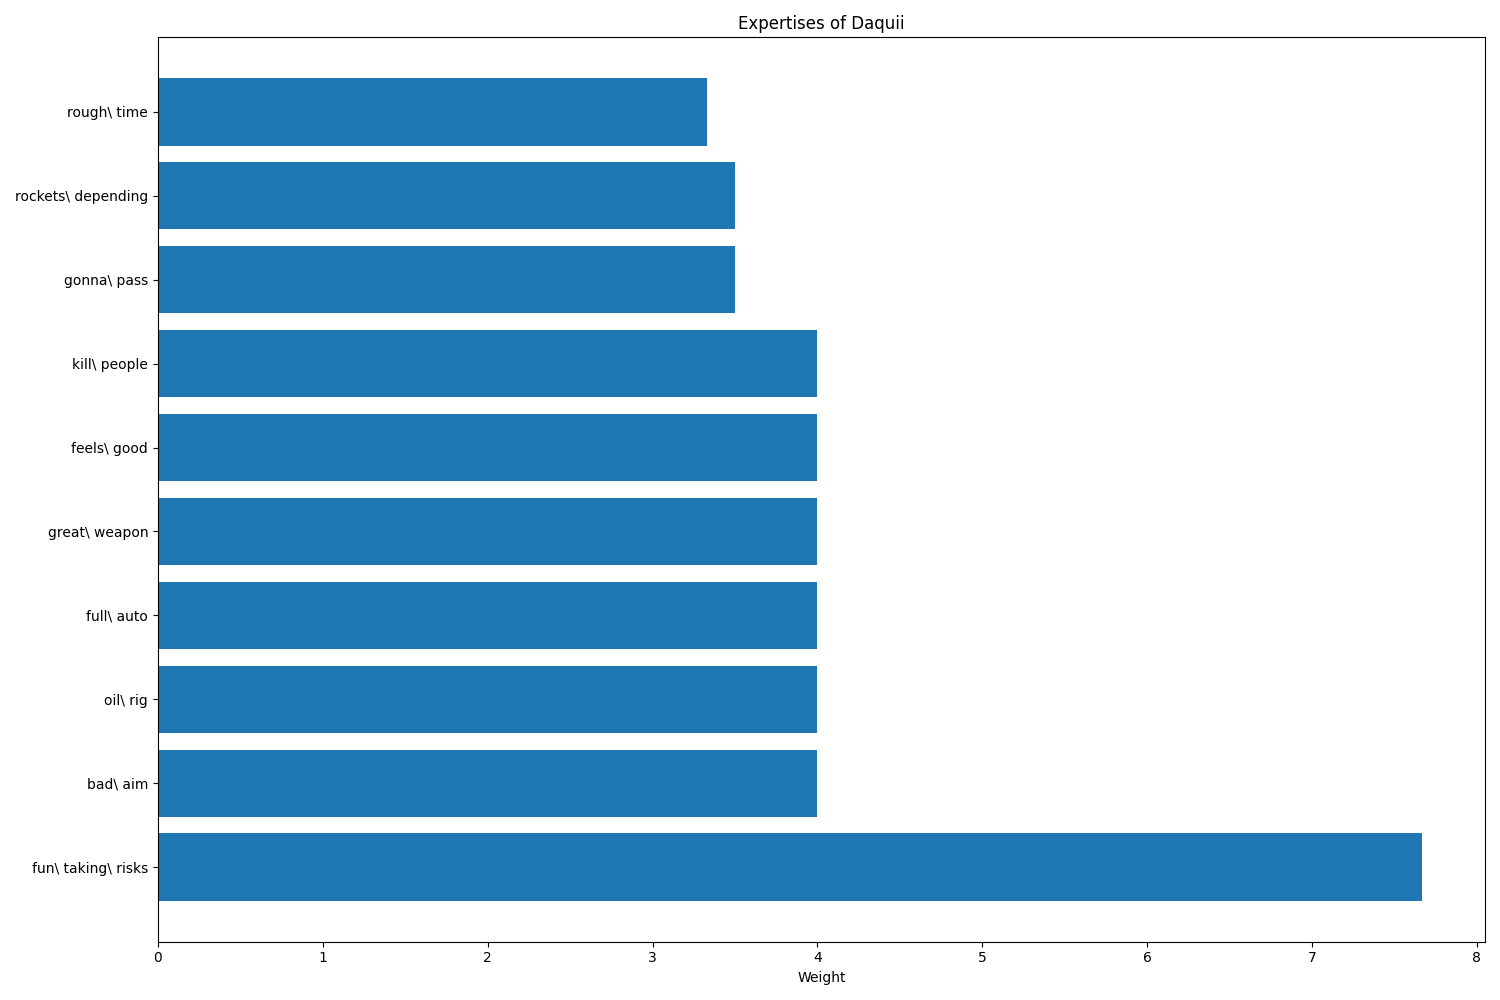 Expertises of Daquii
rough\ time
rockets\ depending
gonna\ pass
kill\ people
feels\ good
great\ weapon
full\ auto
oil\ rig
bad\ aim
fun\ taking\ risks
0 1 2 3 4 5 6 7 8
Weight